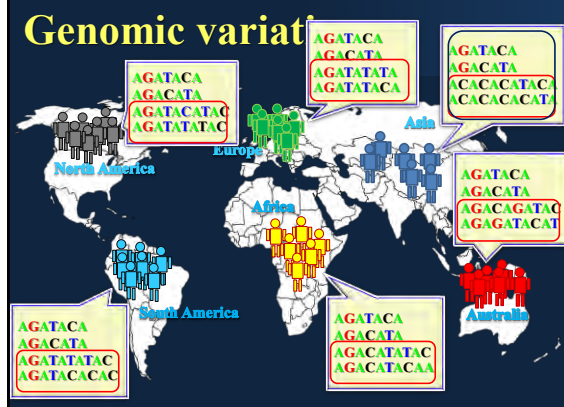 Genomic variati
AGATACA
AGACATA
AGATATATA
AGATATACA
AGATACA
AGACATA
ACACACATACA
ACACACACATA
AGATACA
AGACATA
AGATACATAC
AGATATATAC
Asia
Europe
North America
AGATACA
AGACATA
AGACAGATAC
AGAGATACAT
Africa
South America
Australia
AGATACA
AGACATA
AGATATATAC
AGATACACAC
AGATACA
AGACATA
AGACATATAC
AGACATACAA